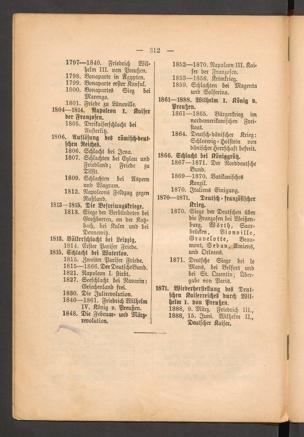 — 312 —
1797—1840. Friedrich Wil-
helm III. von Preußen.
1798. Bonaparte in Ägypten.
1799. Bonaparte erster Konsul.
1800. Bonapartes Sieg bei
Marengo.
1801. Friede zu Lüneville.
1804—1814. Napoleon I. Kaiser
der Franzosen.
1805. Dreikaiserschlacht bei
Austerlitz.
1806. Auflösung des römisch-deut-
schen Reiches.
1806. Schlacht bei Jena.
1807. Schlachten bei Eylau und
Friedland; Friede zu
Tilsit.
1809. Schlachten bei Aspern
und Wagram.
1812. Napoleons Feldzug gegen
Rußland.
1813—1815. Die Befreiungskriege.
1813. Siege der Verbündeten bei
Großbeeren, an der Katz-
bach, bei Kulm und bei
Dennewitz.
1813. Völkerschlacht bei Leipzig.
1814. Erster Pariser Friede.
1815. Schlacht bei Waterloo.
1815. Zweiter Pariser Friede.
1815—1866. Der Deutsche Bund.
1821. Napoleon I. stirbt.
1827. Seeschlacht bei Navarin;
Griechenland frei.
1830. Die Julirevolution.
1840—1861. Friedrich Wilhelm
IV. König v. Preußen.
1848. Die Februar- und März-
revolution.
1852—1870. Napoleon III. Kai-
ser der Franzosen.
1853—1856. Krimkrieg.
1859. Schlachten bei Magenta
und Solferino.
1861—1888. Wilhelm I. König v.
Preußen.
1861—1865. Bürgerkrieg im
nordamerikanischen Frei-
staat.
1864. Deutsch-dänischer Krieg:
Schleswig-Holstein von
dänischer Herrschaft befreit.
1866. Schlacht bei Königgrätz.
1867—1871. Der Norddeutsche
Bund.
1869—1870. Vatikanisches
Konzil.
1870. Italiens Einigung.
1870—1871. Deutsch-französischer
Krieg.
1870. Siege der Deutschen über
die Franzosen bei Weißen-
burg, Wörth, Saar-
brücken, Vionville,
Gravelotte, Beau-
mont, Sedan, Amiens,
und Orleans.
1871. Deutsche Siege bei le
Mans, bei Belfort und
bei St. Quentin; Über-
gabe von Paris.
1871. Wiederherstellung des Deut-
schen Kaiserreiches durch Wil-
helm I. von Preußen.
1888, 9. März, Friedrich III.,
1888, 15. Juni, Wilhelm II.,
Deutscher Kaiser.